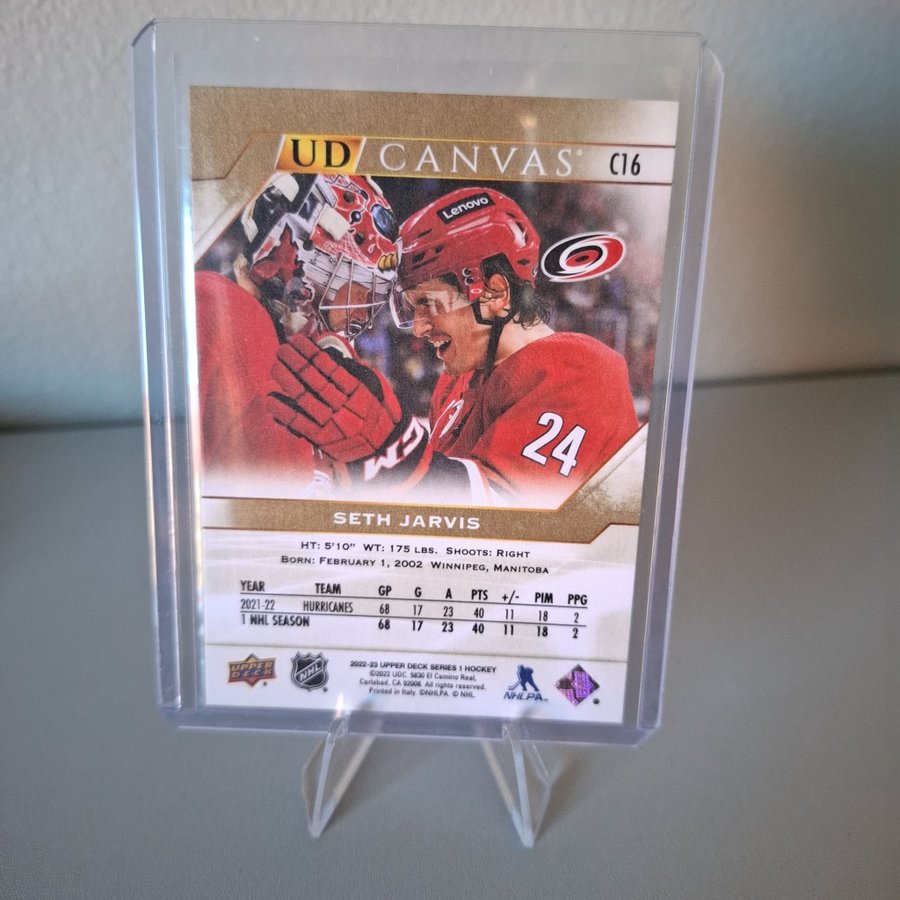 UD CANVAS® C16
Lenovo
24
CCM
SETH JARVIS
HT: 5'10" WT: 175 LBS. SHOOTS: RIGHT
BORN: FEBRUARY 1, 2002 WINNIPEG, MANITOBA
YEAR TEAM GP G A PTS +/- PIM PPG
2021-22 HURRICANES 68 17 23 40 11 18 2
1 NHL SEASON 68 17 23 40 11 18 2
UPPER DECK
NHL
2022-23 UPPER DECK SERIES 1 HOCKEY
©2022 UDC. 5830 El Camino Real,
Carlsbad, CA 92008. All rights reserved.
Printed in Italy. ©NHLPA. © NHL.
NHLPA